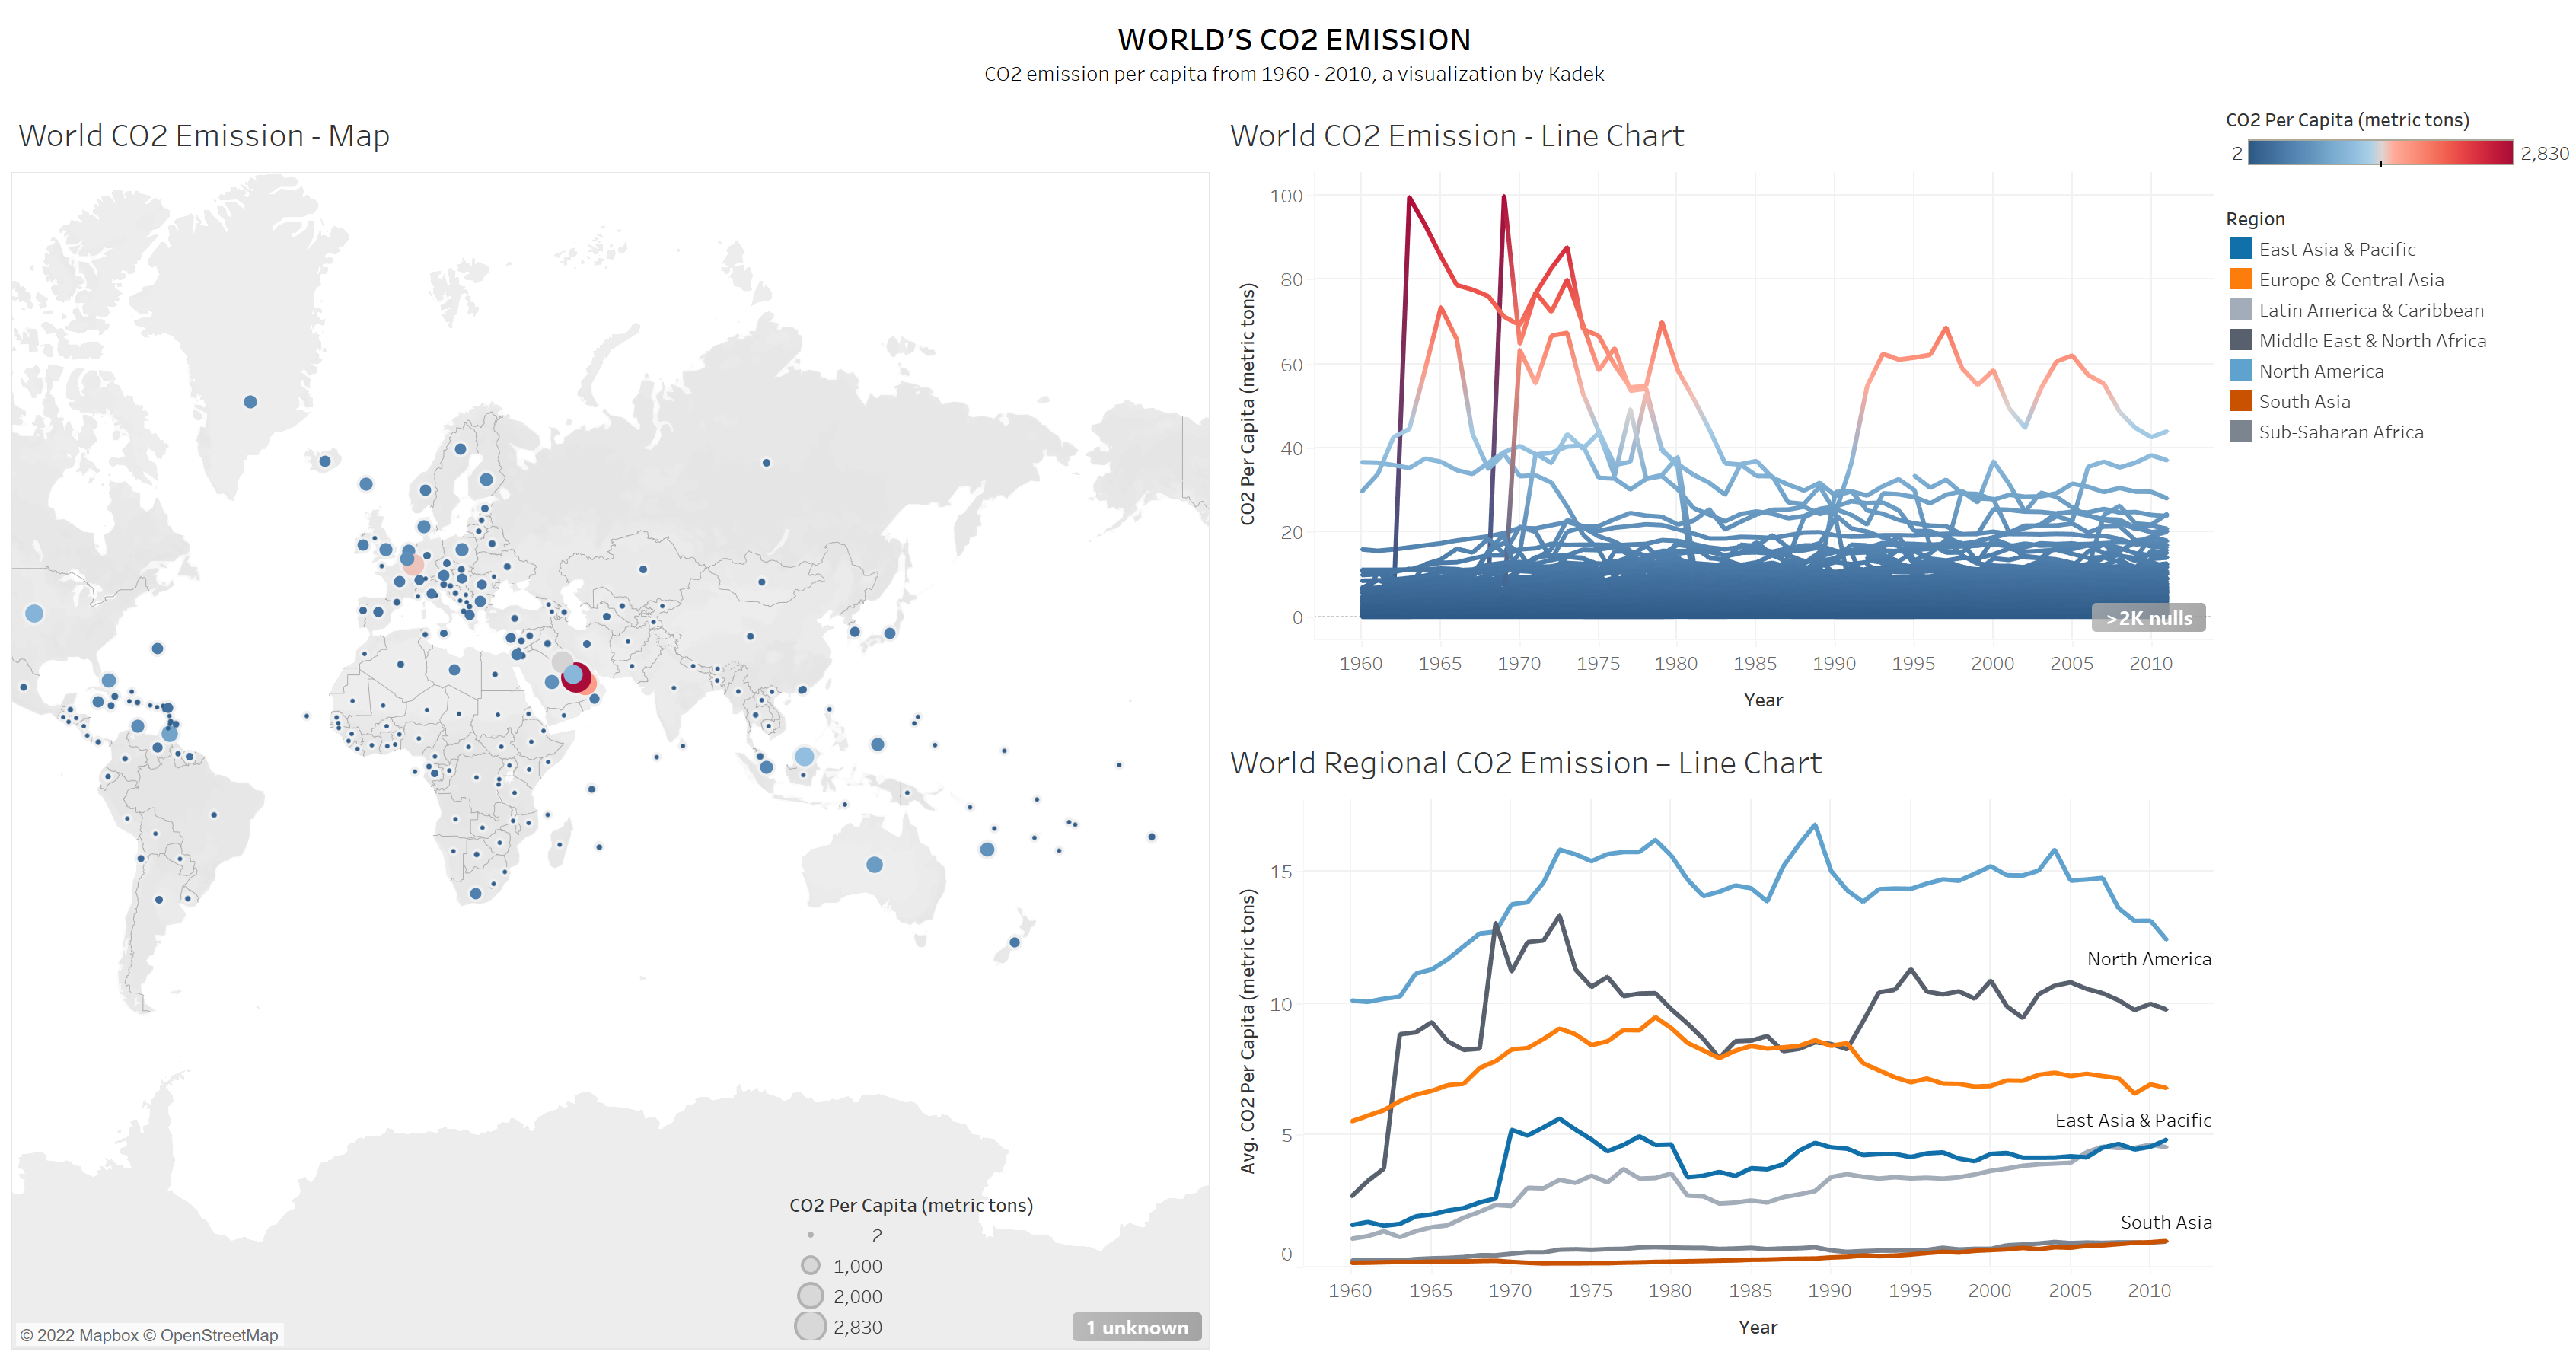 WORLD’S CO2 EMISSION
CO2 emission per capita from 1960 - 2010, a visualization by Kadek
World CO2 Emission - Map
CO2 Per Capita (metric tons)
2
1,000
2,000
2,830
© 2022 Mapbox © OpenStreetMap
1 unknown
World CO2 Emission - Line Chart
CO2 Per Capita (metric tons)
100
80
60
40
20
0
>2K nulls
1960 1965 1970 1975 1980 1985 1990 1995 2000 2005 2010
Year
World Regional CO2 Emission – Line Chart
Avg. CO2 Per Capita (metric tons)
15
10
5
0
North America
East Asia & Pacific
South Asia
1960 1965 1970 1975 1980 1985 1990 1995 2000 2005 2010
Year
CO2 Per Capita (metric tons)
2 2,830
Region
East Asia & Pacific
Europe & Central Asia
Latin America & Caribbean
Middle East & North Africa
North America
South Asia
Sub-Saharan Africa